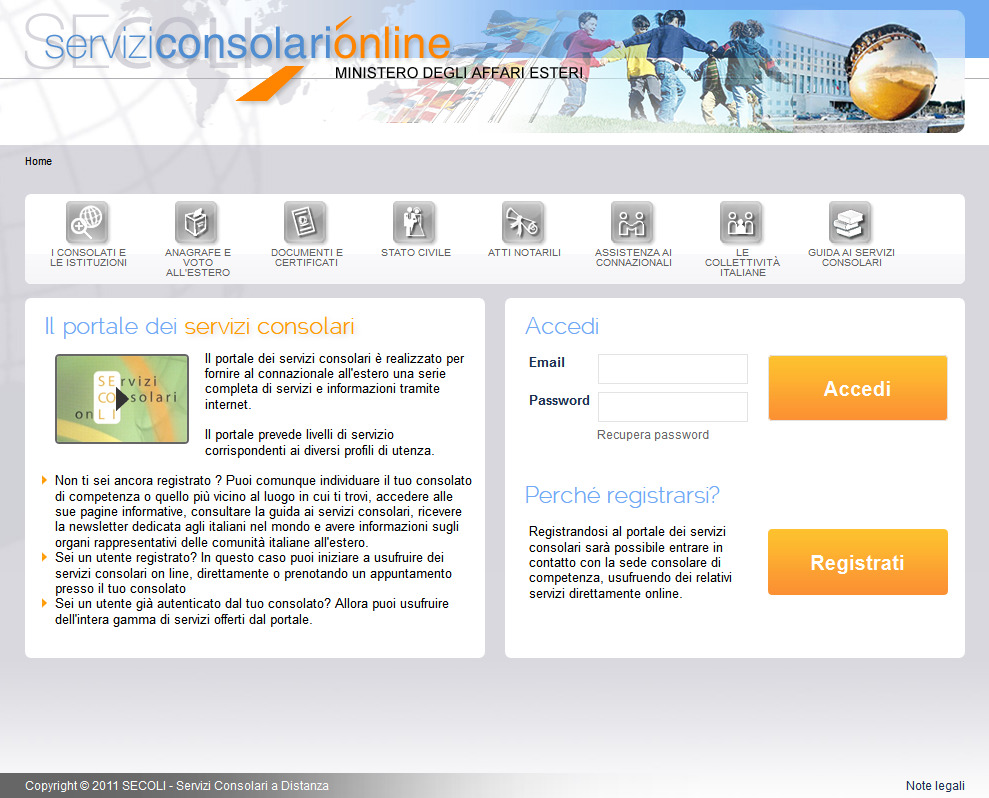 SECOLI
serviziconsolarionline
MINISTERO DEGLI AFFARI ESTERI
Home
I CONSOLATI E
LE ISTITUZIONI
ANAGRAFE E
VOTO
ALL'ESTERO
DOCUMENTI E
CERTIFICATI
STATO CIVILE
ATTI NOTARILI
ASSISTENZA AI
CONNAZIONALI
LE
COLLETTIVITÀ
ITALIANE
GUIDA AI SERVIZI
CONSOLARI
Il portale dei servizi consolari
SErvizi
COnsolari
onLI
Il portale dei servizi consolari è realizzato per
fornire al connazionale all'estero una serie
completa di servizi e informazioni tramite
internet.
Il portale prevede livelli di servizio
corrispondenti ai diversi profili di utenza.
Non ti sei ancora registrato ? Puoi comunque individuare il tuo consolato
di competenza o quello più vicino al luogo in cui ti trovi, accedere alle
sue pagine informative, consultare la guida ai servizi consolari, ricevere
la newsletter dedicata agli italiani nel mondo e avere informazioni sugli
organi rappresentativi delle comunità italiane all'estero.
Sei un utente registrato? In questo caso puoi iniziare a usufruire dei
servizi consolari on line, direttamente o prenotando un appuntamento
presso il tuo consolato
Sei un utente già autenticato dal tuo consolato? Allora puoi usufruire
dell'intera gamma di servizi offerti dal portale.
Accedi
Email
Password
Accedi
Recupera password
Perché registrarsi?
Registrandosi al portale dei servizi
consolari sarà possibile entrare in
contatto con la sede consolare di
competenza, usufruendo dei relativi
servizi direttamente online.
Registrati
Copyright © 2011 SECOLI - Servizi Consolari a Distanza
Note legali